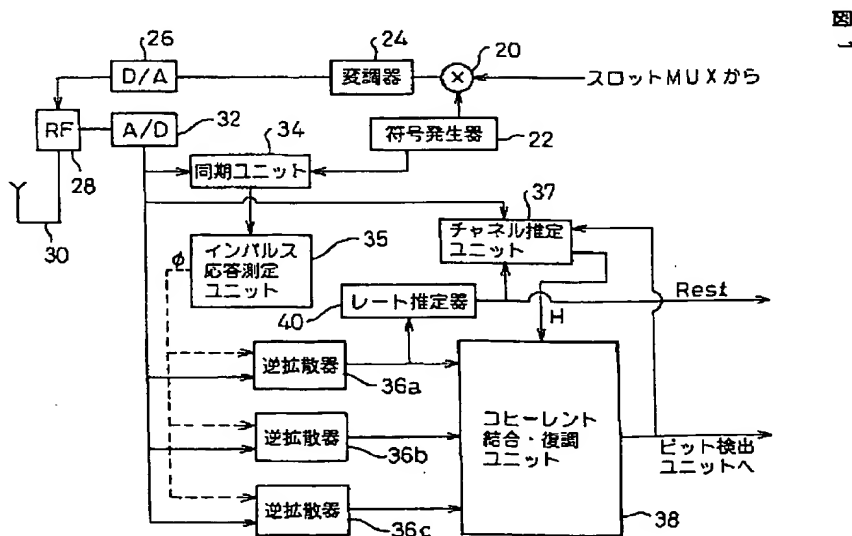 図
26
24
20
D/A
変調器
×
スロットMUXから
RF
A/D
32
34
符号発生器
22
28
同期ユニット
37
30
φ
インパルス
応答測定
ユニット
35
チャネル推定
ユニット
レート推定器
40
H
Rest
逆拡散器
36a
逆拡散器
36b
コヒーレント
結合・復調
ユニット
ビット検出
ユニットへ
逆拡散器
36c
38